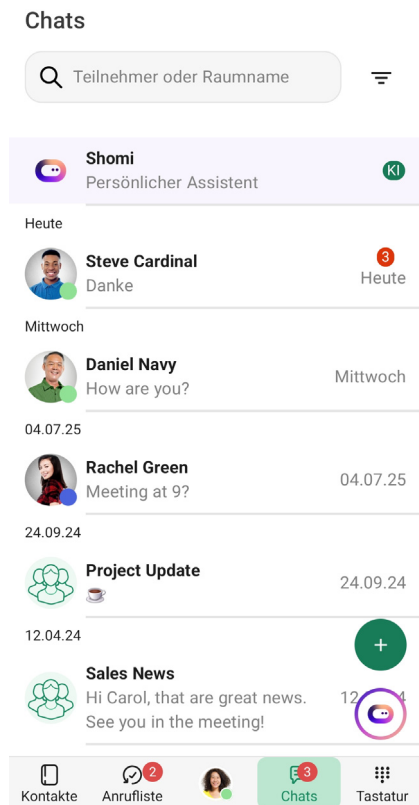 Chats
Teilnehmer oder Raumname
Shomi
Persönlicher Assistent
KI
Heute
Steve Cardinal
Danke
3
Heute
Mittwoch
Daniel Navy
How are you?
Mittwoch
04.07.25
Rachel Green
Meeting at 9?
04.07.25
24.09.24
Project Update
24.09.24
12.04.24
+
Sales News
Hi Carol, that are great news.
See you in the meeting!
2
3
Kontakte
Anrufliste
Chats
Tastatur